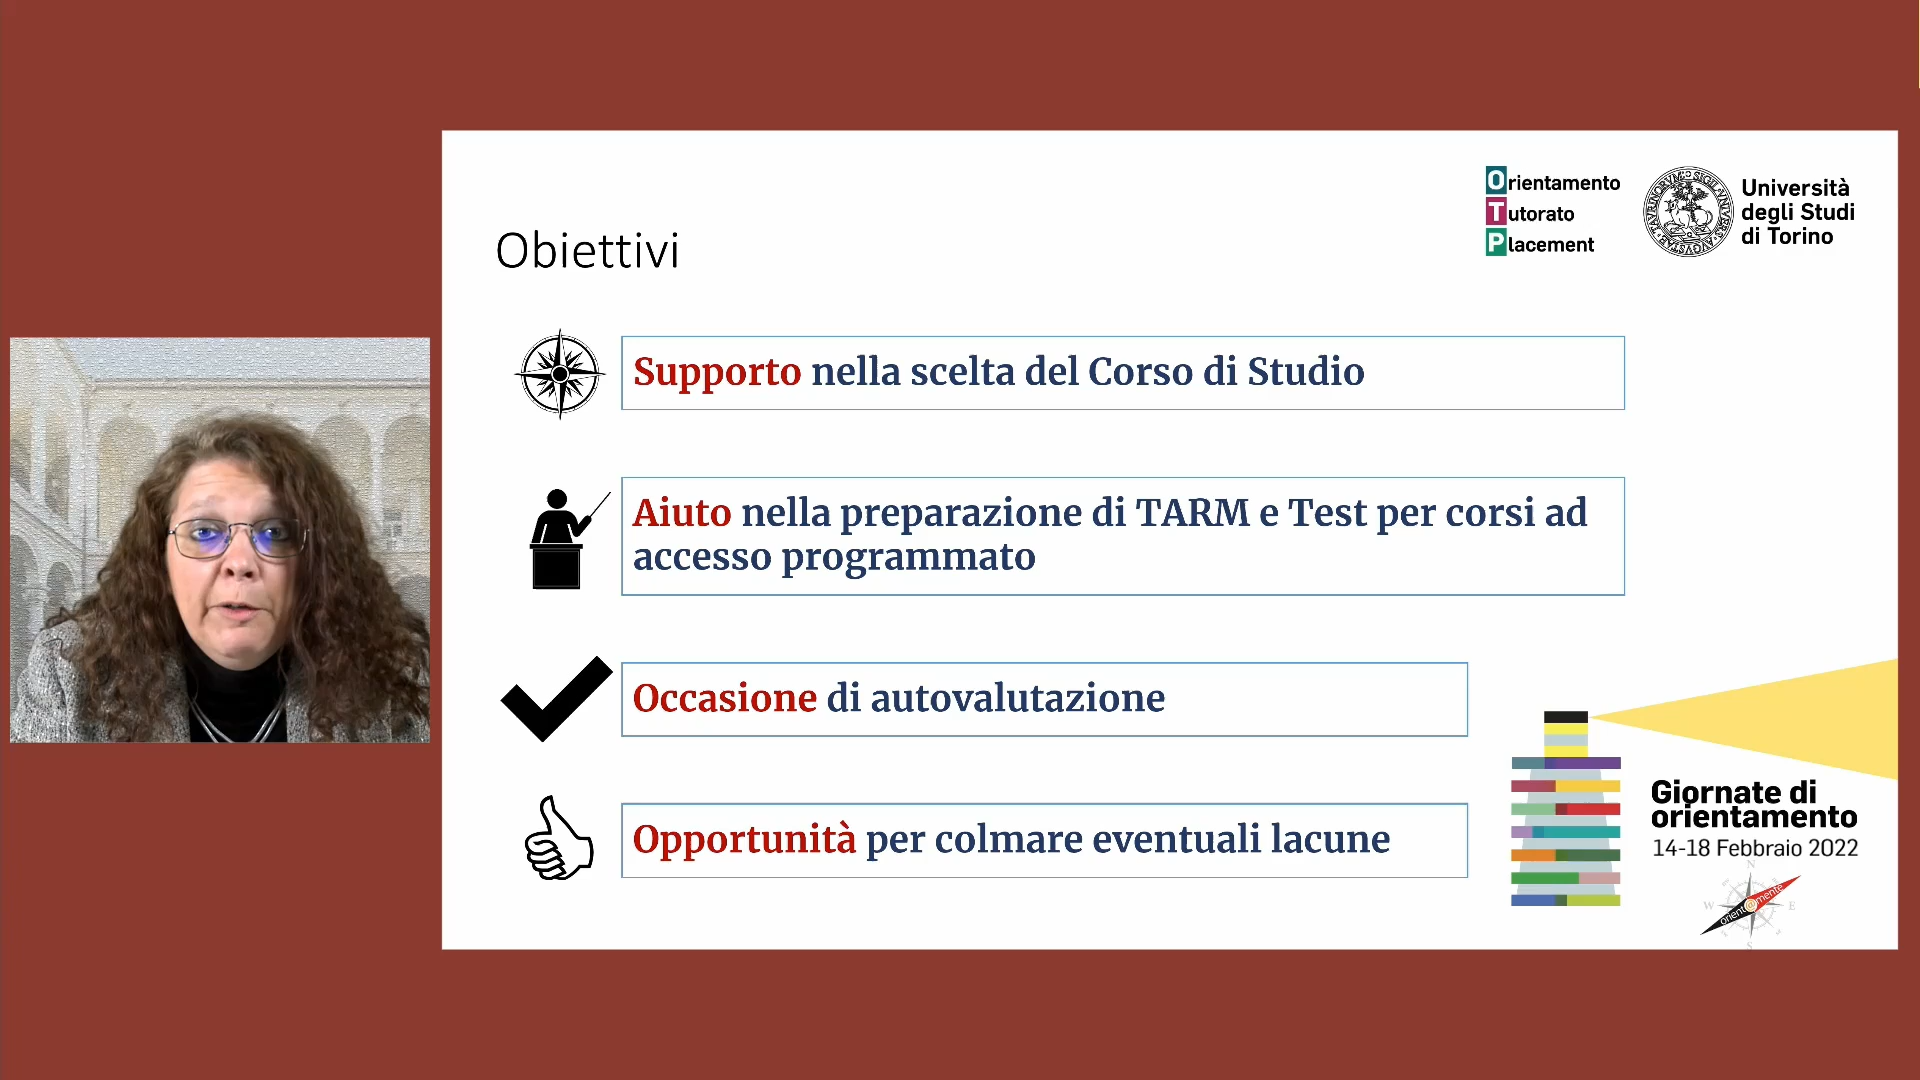 Orientamento
Tutorato
Placement
Università
degli Studi
di Torino
Obiettivi
Supporto nella scelta del Corso di Studio
Aiuto nella preparazione di TARM e Test per corsi ad
accesso programmato
Occasione di autovalutazione
Opportunità per colmare eventuali lacune
Giornate di
orientamento
14-18 Febbraio 2022
N
W
E
S
orient@mente